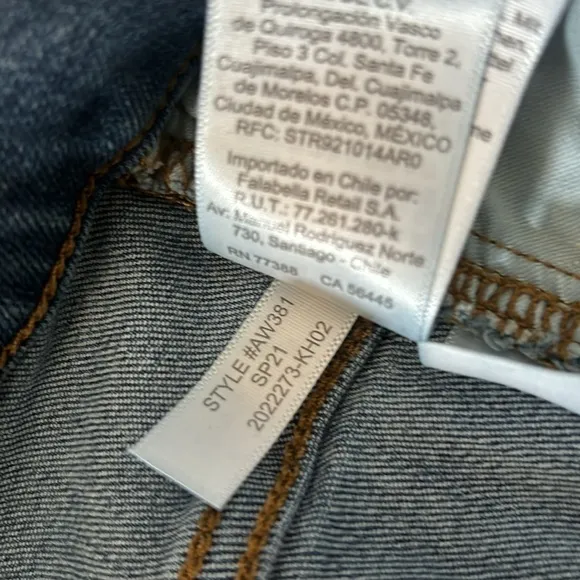 DE C.V.
Prolongación Vasco
de Quiroga 4800, Torre 2,
Piso 3 Col. Santa Fe
Cuajimalpa, Del. Cuajimalpa
de Morelos C.P. 05348,
Ciudad de México, MÉXICO
RFC: STR921014AR0
Importado en Chile por:
Falabella Retail S.A.
R.U.T.: 77.261.280-k
Av: Manuel Rodríguez Norte
730, Santiago - Chile
RN 77388 CA 56445
STYLE #AW381
SP21
2022273-KH02